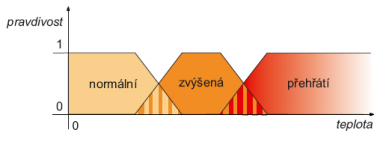 pravdivost
1
normální zvýšená přehřátí
0
0
teplota